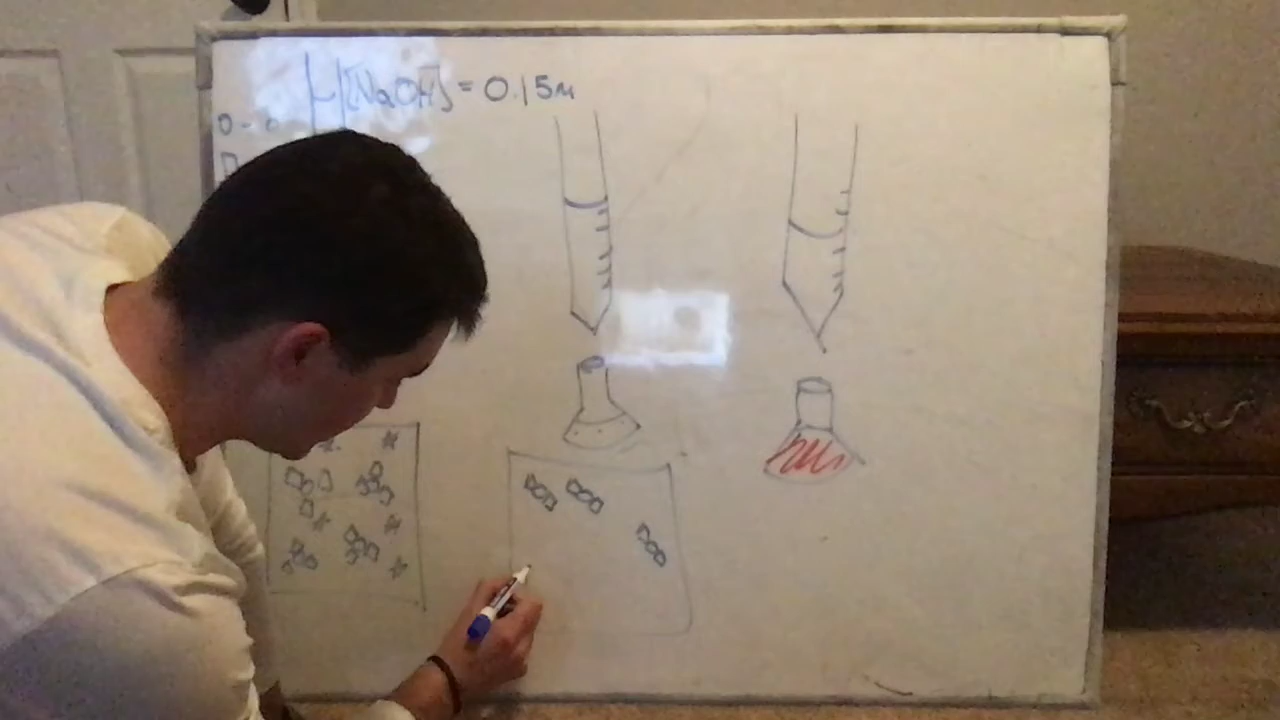 [NaOH] = 0.15M